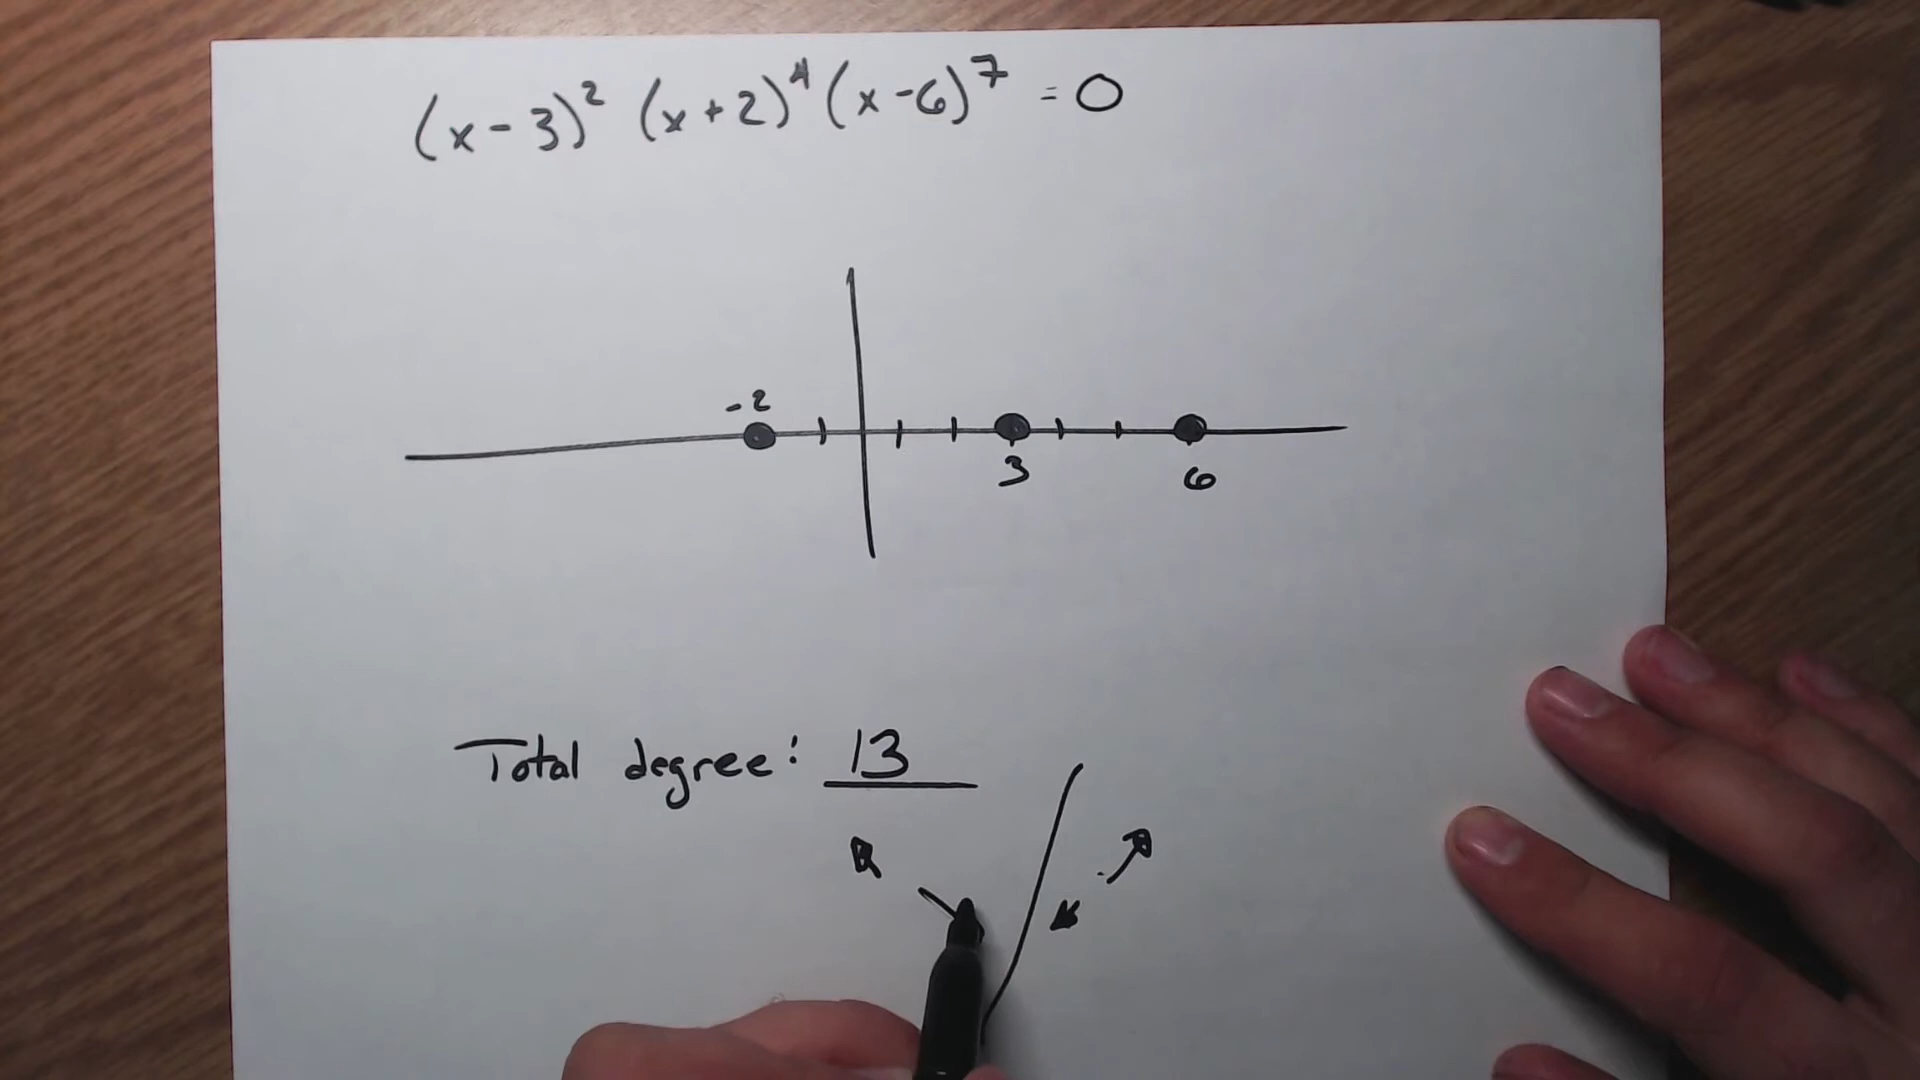 (x-3)² (x+2)⁴ (x-6)⁷ = 0
-2
3 6
Total degree: 13